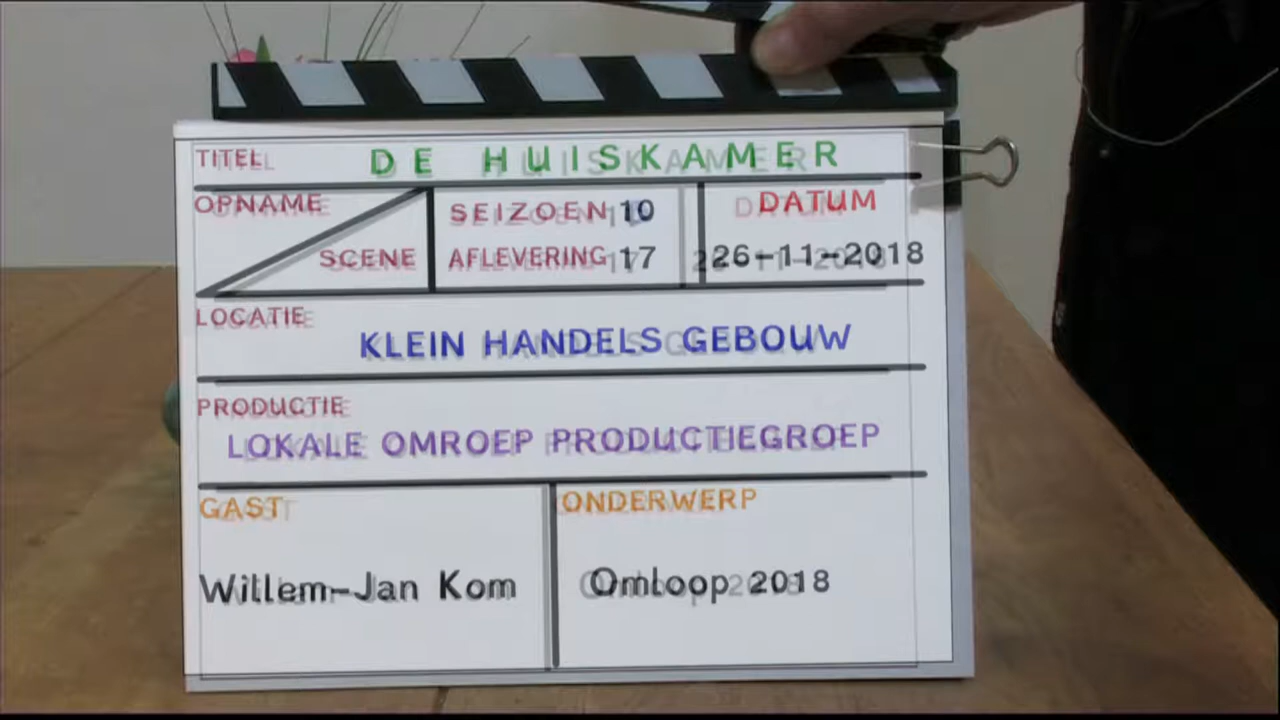 TITEL DE HUISKAMER
OPNAME
SCENE
SEIZOEN 10
AFLEVERING 17
DATUM
26-11-2018
LOCATIE
KLEIN HANDELS GEBOUW
PRODUCTIE
LOKALE OMROEP PRODUCTIEGROEP
GAST
Willem-Jan Kom
ONDERWERP
Omloop 2018